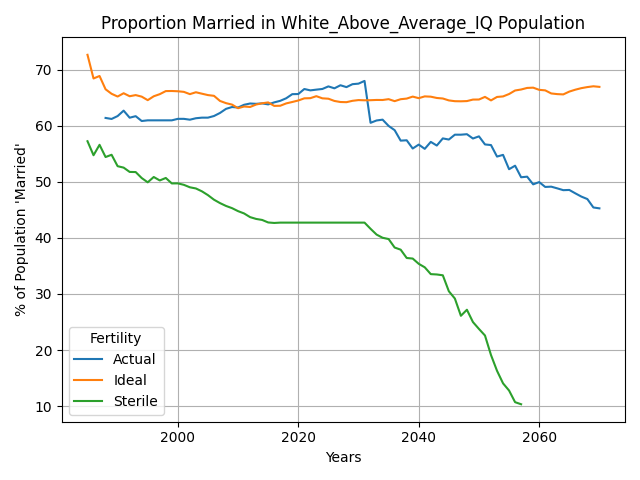 Proportion Married in White_Above_Average_IQ Population
% of Population 'Married'
70
60
50
40
30
20
10
Fertility
Actual
Ideal
Sterile
2000 2020 2040 2060
Years